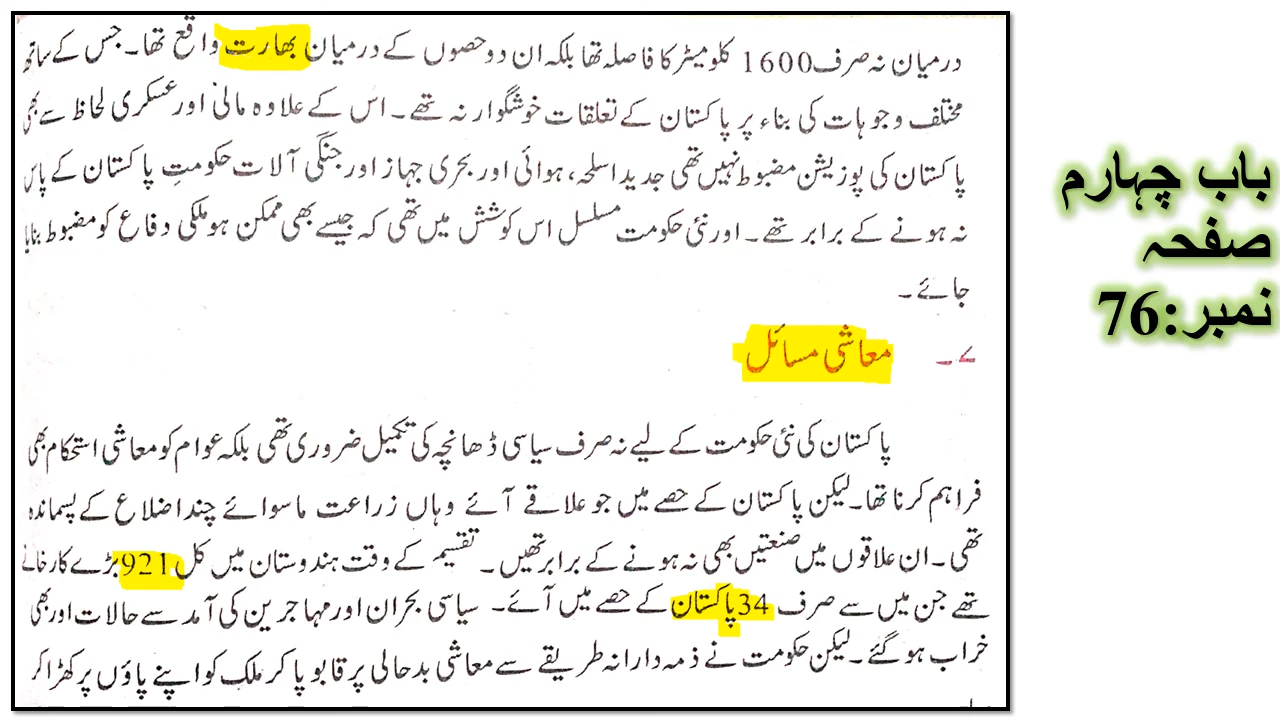 درمیان نہ صرف 1600 کلومیٹر کا فاصلہ تھا بلکہ ان دو حصوں کے درمیان بھارت واقع تھا۔ جس کے ساتھ
مختلف وجوہات کی بناء پر پاکستان کے تعلقات خوشگوار نہ تھے۔ اس کے علاوہ مالی اور عسکری لحاظ سے بھی
پاکستان کی پوزیشن مضبوط نہیں تھی جدید اسلحہ، ہوائی اور بحری جہاز اور جنگی آلات حکومتِ پاکستان کے پاس
نہ ہونے کے برابر تھے۔ اور نئی حکومت مسلسل اس کوشش میں تھی کہ جیسے بھی ممکن ہو ملکی دفاع کو مضبوط بنایا
جائے۔
۷۔ معاشی مسائل
پاکستان کی نئی حکومت کے لیے نہ صرف سیاسی ڈھانچہ کی تکمیل ضروری تھی بلکہ عوام کو معاشی استحکام بھی
فراہم کرنا تھا۔ لیکن پاکستان کے حصے میں جو علاقے آئے وہاں زراعت ماسوائے چند اضلاع کے پسماندہ
تھی۔ ان علاقوں میں صنعتیں بھی نہ ہونے کے برابر تھیں۔ تقسیم کے وقت ہندوستان میں کل 921 بڑے کارخانے
تھے جن میں سے صرف 34 پاکستان کے حصے میں آئے۔ سیاسی بحران اور مہاجرین کی آمد سے حالات اور بھی
خراب ہو گئے۔ لیکن حکومت نے ذمہ دارانہ طریقے سے معاشی بدحالی پر قابو پا کر ملک کو اپنے پاؤں پر کھڑا کر
باب چہارم
صفحہ
نمبر:76